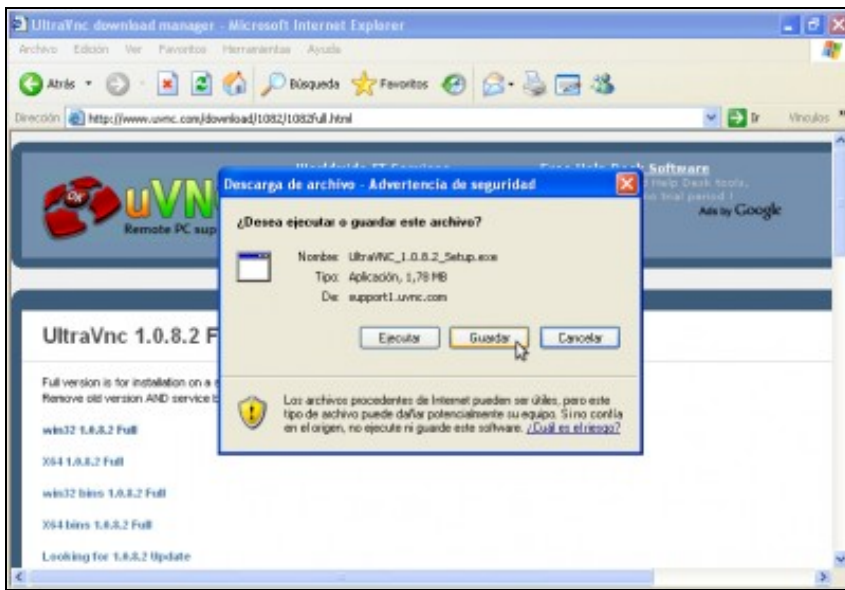 UltraVnc download manager - Microsoft Internet Explorer
Archivo Edición Ver Favoritos Herramientas Ayuda
Atrás Búsqueda Favoritos
Dirección http://www.uvnc.com/download/1082/1082full.html Ir Vínculos
Software
Help Desk tools,
no trial period !
Ads by Google
uVN
Remote PC sup
Descarga de archivo - Advertencia de seguridad
¿Desea ejecutar o guardar este archivo?
Nombre: UltraVNC_1.0.8.2_Setup.exe
Tipo: Aplicación, 1,78 MB
De: support1.uvnc.com
Ejecutar Guardar Cancelar
Los archivos procedentes de Internet pueden ser útiles, pero este
tipo de archivo puede dañar potencialmente su equipo. Si no confía
en el origen, no ejecute ni guarde este software. ¿Cuál es el riesgo?
UltraVnc 1.0.8.2 F
Full version is for installation on a s
Remove old version AND service b
win32 1.0.8.2 Full
X64 1.0.8.2 Full
win32 bins 1.0.8.2 Full
X64 bins 1.0.8.2 Full
Looking for 1.0.8.2 Update